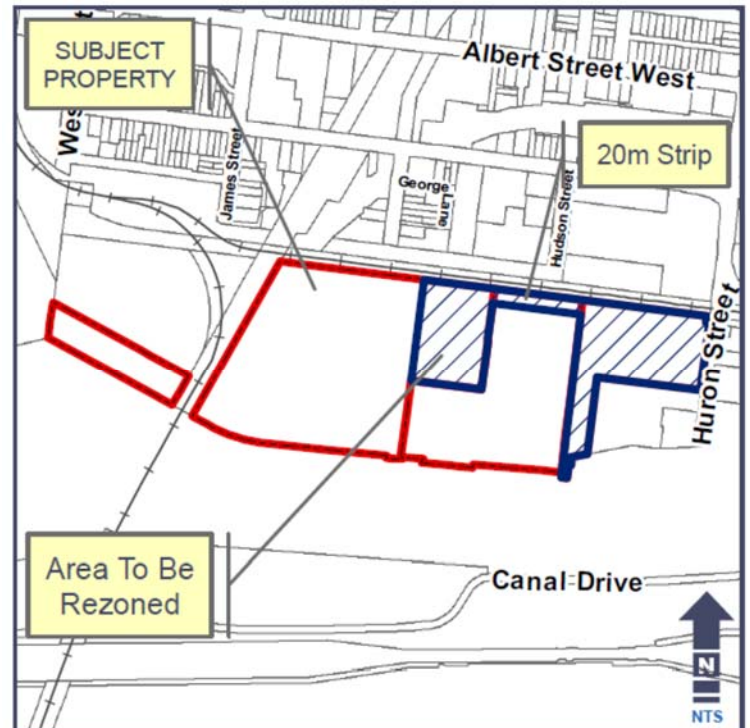 SUBJECT
PROPERTY
Albert Street West
20m Strip
James Street
George
Lane
Hudson Street
Huron Street
Area To Be
Rezoned
Canal Drive
N
NTS